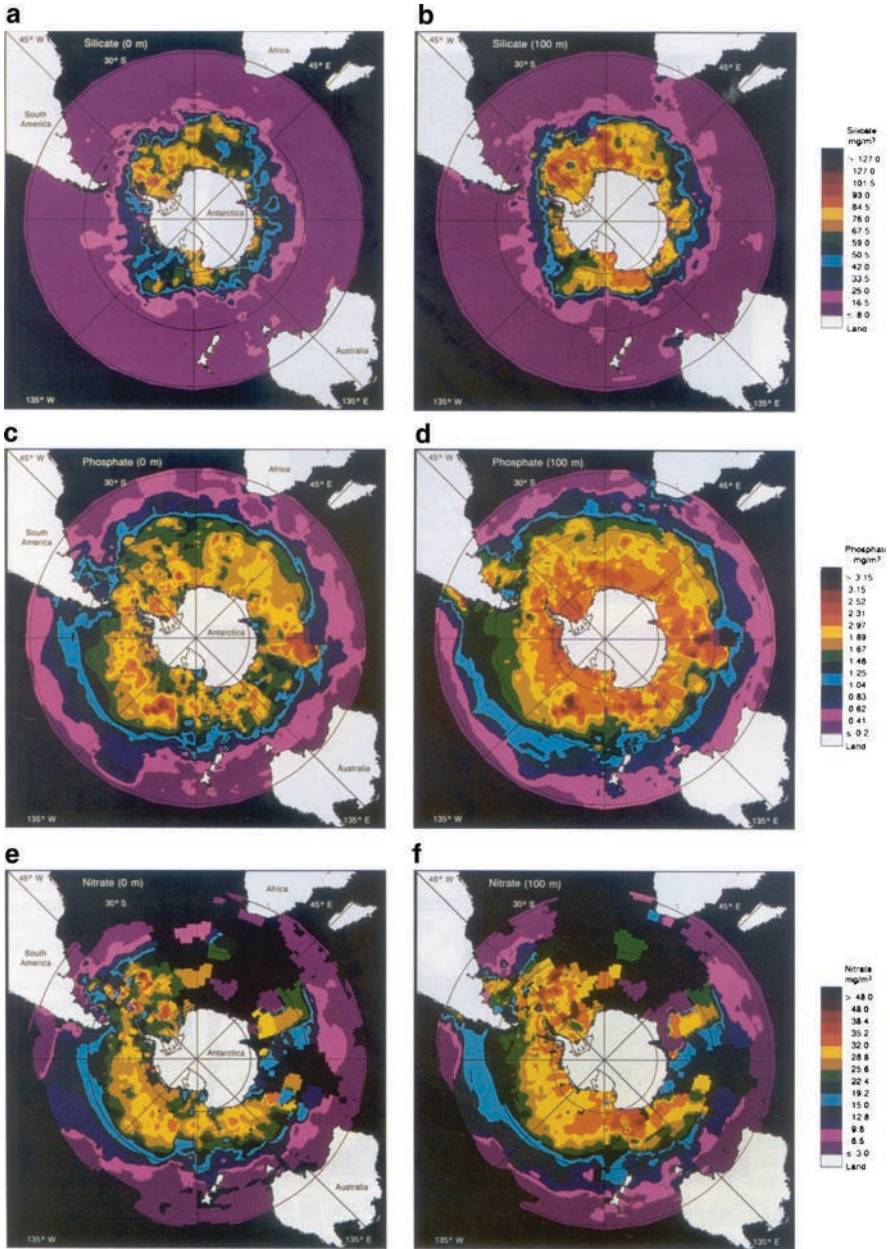 a
Silicate (0 m)
45° W
30° S
Africa
45° E
South
America
Antarctica
Australia
135° W
135° E
b
Silicate (100 m)
45° W
30° S
Africa
45° E
South
America
Antarctica
Australia
135° W
135° E
Silicate
mg/m³
> 127.0
127.0
101.5
93.0
84.5
76.0
67.5
59.0
50.5
42.0
33.5
25.0
16.5
≤ 8.0
Land
c
Phosphate (0 m)
45° W
30° S
Africa
45° E
South
America
Antarctica
Australia
135° W
135° E
d
Phosphate (100 m)
45° W
30° S
Africa
45° E
South
America
Antarctica
Australia
135° W
135° E
Phosphate
mg/m³
> 3.15
3.15
2.52
2.31
2.97
1.89
1.67
1.46
1.25
1.04
0.83
0.62
0.41
≤ 0.2
Land
e
Nitrate (0 m)
45° W
30° S
Africa
45° E
South
America
Antarctica
Australia
135° W
135° E
f
Nitrate (100 m)
45° W
30° S
Africa
45° E
South
America
Antarctica
Australia
135° W
135° E
Nitrate
mg/m³
> 48.0
48.0
38.4
35.2
32.0
28.8
25.6
22.4
19.2
15.0
12.8
9.6
6.5
≤ 3.0
Land